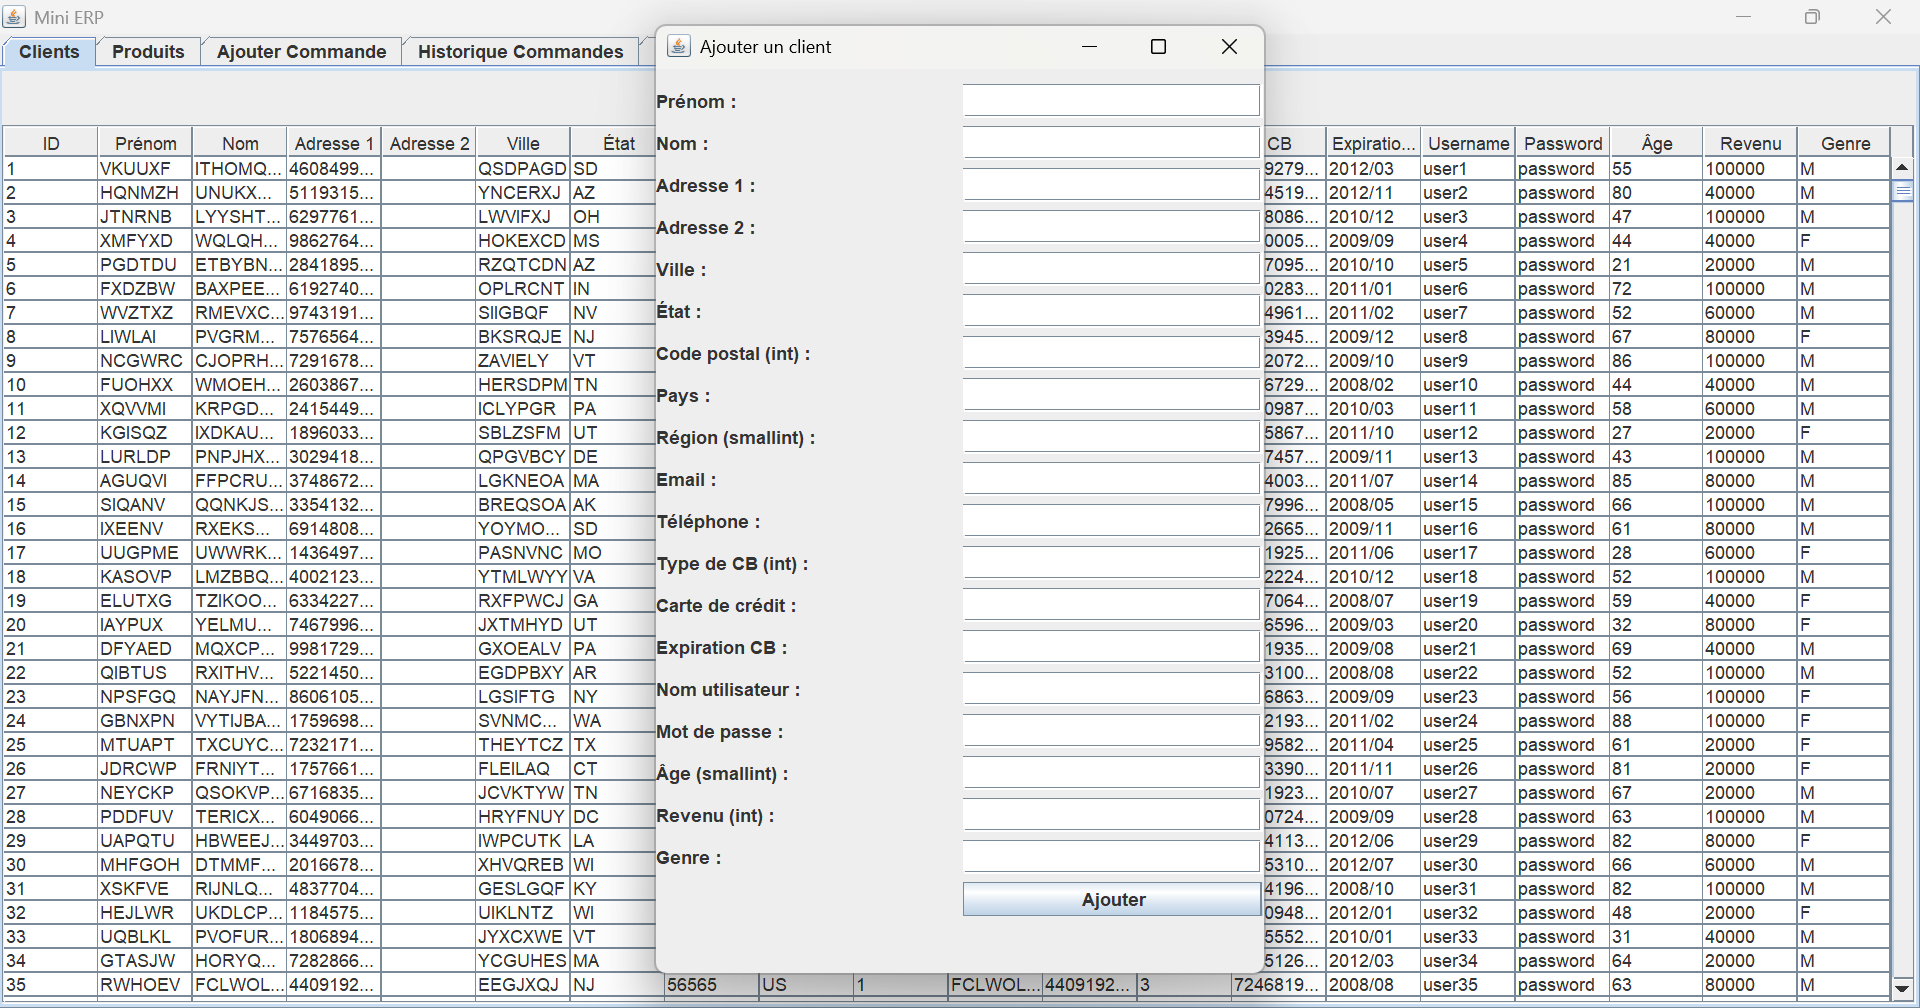 Mini ERP
Clients Produits Ajouter Commande Historique Commandes
Ajouter un client
Prénom :
Nom :
Adresse 1 :
Adresse 2 :
Ville :
État :
Code postal (int) :
Pays :
Région (smallint) :
Email :
Téléphone :
Type de CB (int) :
Carte de crédit :
Expiration CB :
Nom utilisateur :
Mot de passe :
Âge (smallint) :
Revenu (int) :
Genre :
Ajouter
ID Prénom Nom Adresse 1 Adresse 2 Ville État CB Expiratio... Username Password Âge Revenu Genre
1 VKUUXF ITHOMQ... 4608499... QSDPAGD SD 9279... 2012/03 user1 password 55 100000 M
2 HQNMZH UNUKX... 5119315... YNCERXJ AZ 4519... 2012/11 user2 password 80 40000 M
3 JTNRNB LYYSHT... 6297761... LWVIFXJ OH 8086... 2010/12 user3 password 47 100000 M
4 XMFYXD WQLQH... 9862764... HOKEXCD MS 0005... 2009/09 user4 password 44 40000 F
5 PGDTDU ETBYBN... 2841895... RZQTCDN AZ 7095... 2010/10 user5 password 21 20000 M
6 FXDZBW BAXPEE... 6192740... OPLRCNT IN 0283... 2011/01 user6 password 72 100000 M
7 WVZTXZ RMEVXC... 9743191... SIIGBQF NV 4961... 2011/02 user7 password 52 60000 M
8 LIWLAI PVGRM... 7576564... BKSRQJE NJ 3945... 2009/12 user8 password 67 80000 F
9 NCGWRC CJOPRH... 7291678... ZAVIELY VT 2072... 2009/10 user9 password 86 100000 M
10 FUOHXX WMOEH... 2603867... HERSDPM TN 6729... 2008/02 user10 password 44 40000 M
11 XQVVMI KRPGD... 2415449... ICLYPGR PA 0987... 2010/03 user11 password 58 60000 M
12 KGISQZ IXDKAU... 1896033... SBLZSFM UT 5867... 2011/10 user12 password 27 20000 F
13 LURLDP PNPJHX... 3029418... QPGVBCY DE 7457... 2009/11 user13 password 43 100000 M
14 AGUQVI FFPCRU... 3748672... LGKNEOA MA 4003... 2011/07 user14 password 85 80000 M
15 SIQANV QQNKJS... 3354132... BREQSOA AK 7996... 2008/05 user15 password 66 100000 M
16 IXEENV RXEKS... 6914808... YOYMO... SD 2665... 2009/11 user16 password 61 80000 M
17 UUGPME UWWRK... 1436497... PASNVNC MO 1925... 2011/06 user17 password 28 60000 F
18 KASOVP LMZBBQ... 4002123... YTMLWYY VA 2224... 2010/12 user18 password 52 100000 M
19 ELUTXG TZIKOO... 6334227... RXFPWCJ GA 7064... 2008/07 user19 password 59 40000 F
20 IAYPUX YELMU... 7467996... JXTMHYD UT 6596... 2009/03 user20 password 32 80000 F
21 DFYAED MQXCP... 9981729... GXOEALV PA 1935... 2009/08 user21 password 69 40000 M
22 QIBTUS RXITHV... 5221450... EGDPBXY AR 3100... 2008/08 user22 password 52 100000 M
23 NPSFGQ NAYJFN... 8606105... LGSIFTG NY 6863... 2009/09 user23 password 56 100000 F
24 GBNXPN VYTIJBA... 1759698... SVNMC... WA 2193... 2011/02 user24 password 88 100000 F
25 MTUAPT TXCUYC... 7232171... THEYTCZ TX 9582... 2011/04 user25 password 61 20000 F
26 JDRCWP FRNIYT... 1757661... FLEILAQ CT 3390... 2011/11 user26 password 81 20000 F
27 NEYCKP QSOKVP... 6716835... JCVKTYW TN 1923... 2010/07 user27 password 67 20000 M
28 PDDFUV TERICX... 6049066... HRYFNUY DC 0724... 2009/09 user28 password 63 100000 M
29 UAPQTU HBWEEJ... 3449703... IWPCUTK LA 4113... 2012/06 user29 password 82 80000 F
30 MHFGOH DTMMF... 2016678... XHVQREB WI 5310... 2012/07 user30 password 66 60000 M
31 XSKFVE RIJNLQ... 4837704... GESLGQF KY 4196... 2008/10 user31 password 82 100000 M
32 HEJLWR UKDLCP... 1184575... UIKLNTZ WI 0948... 2012/01 user32 password 48 20000 F
33 UQBLKL PVOFUR... 1806894... JYXCXWE VT 5552... 2010/01 user33 password 31 40000 M
34 GTASJW HORYQ... 7282866... YCGUHES MA 5126... 2012/03 user34 password 64 20000 M
35 RWHOEV FCLWOL... 4409192... EEGJXQJ NJ 56565 US 1 FCLWOL... 4409192... 3 7246819... 2008/08 user35 password 63 80000 M